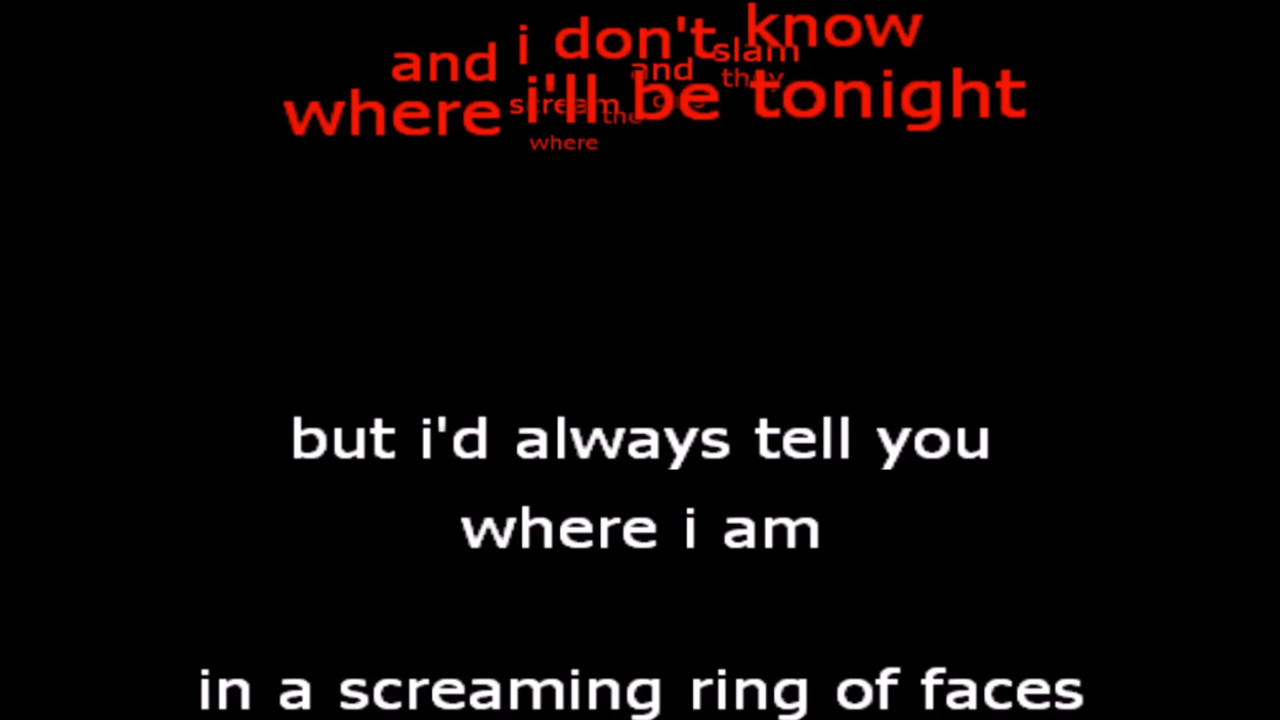 and i don't know
where i'll be tonight
slam
and
they
scream
where
but i'd always tell you
where i am
in a screaming ring of faces